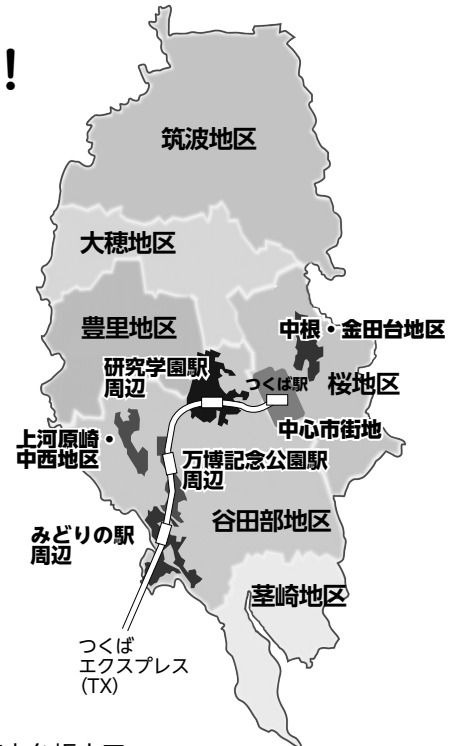 !
筑波地区
大穂地区
豊里地区
中根・金田台地区
研究学園駅
周辺
つくば駅
桜地区
中心市街地
上河原崎・
中西地区
万博記念公園駅
周辺
谷田部地区
みどりの駅
周辺
茎崎地区
つくば
エクスプレス
(TX)